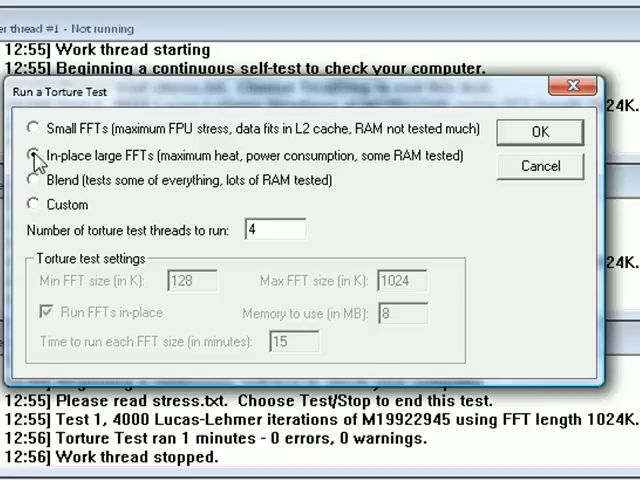 er thread #1 - Not running
12:55] Work thread starting
12:55] Beginning a continuous self-test to check your computer.
Run a Torture Test
024K.
Small FFTs (maximum FPU stress, data fits in L2 cache, RAM not tested much)
OK
In-place large FFTs (maximum heat, power consumption, some RAM tested)
Cancel
Blend (tests some of everything, lots of RAM tested)
Custom
Number of torture test threads to run: 4
Torture test settings
024K.
Min FFT size (in K): 128 Max FFT size (in K): 1024
Run FFTs in-place Memory to use (in MB): 8
Time to run each FFT size (in minutes): 15
12:55] Please read stress.txt. Choose Test/Stop to end this test.
12:55] Test 1, 4000 Lucas-Lehmer iterations of M19922945 using FFT length 1024K.
12:56] Torture Test ran 1 minutes - 0 errors, 0 warnings.
12:56] Work thread stopped.